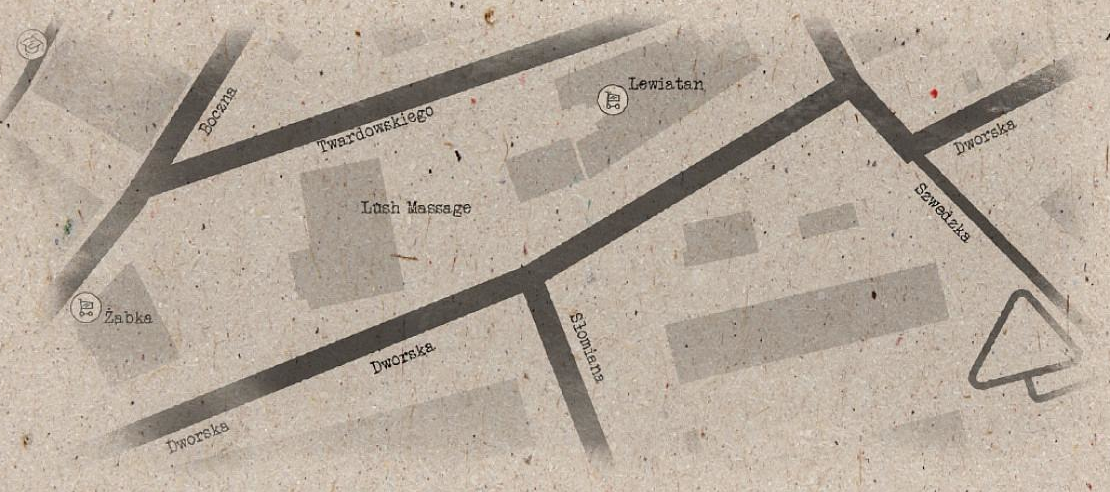 Lewiatan
Boczna
Twardowskiego
Dworska
Lush Massage
Szwedzka
Żabka
Słomiana
Dworska
Dworska